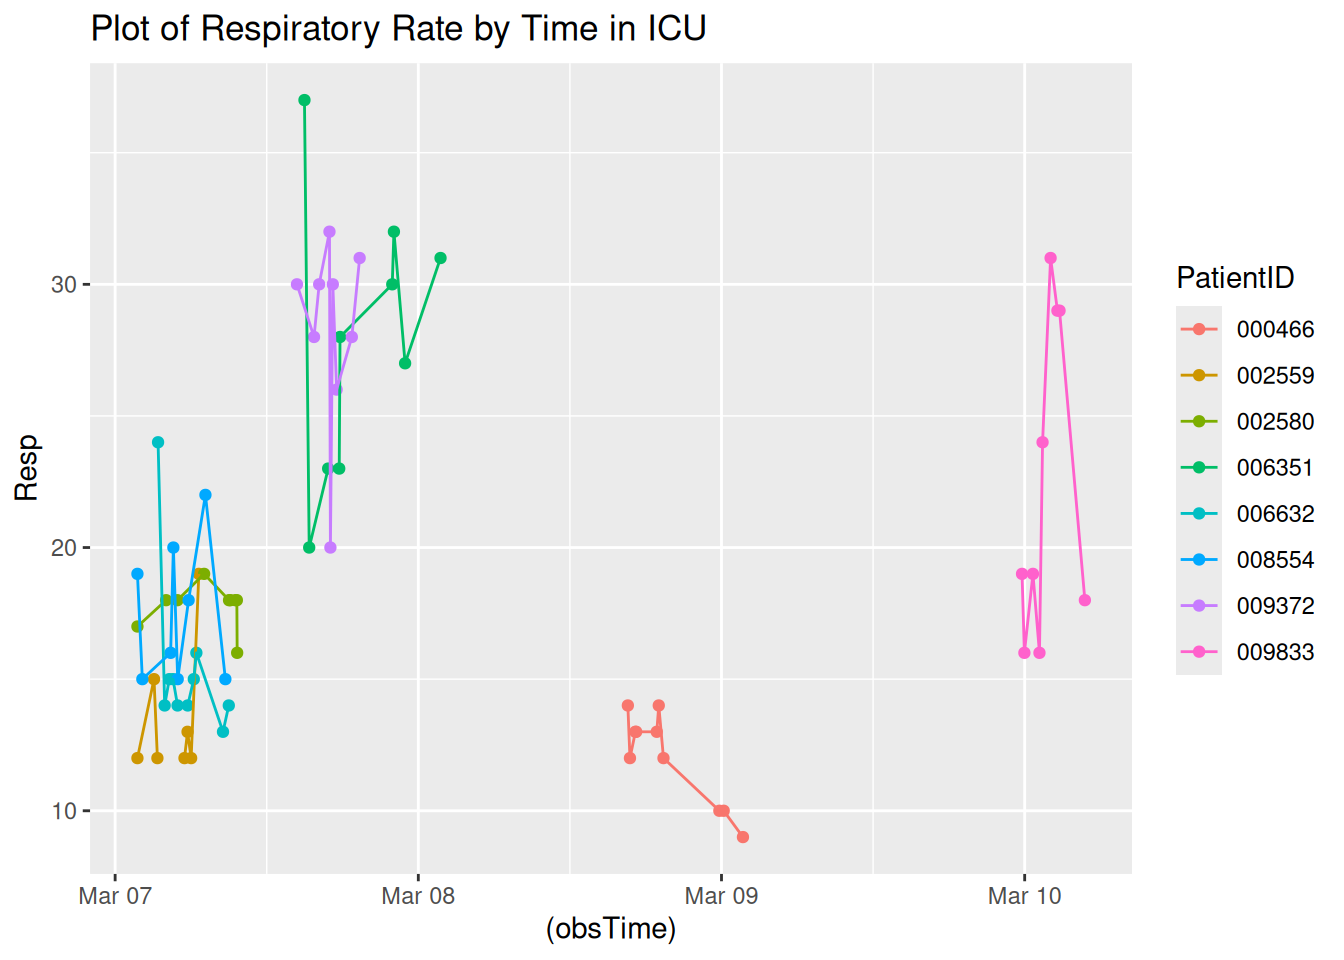 Plot of Respiratory Rate by Time in ICU
Resp
30
20
10
Mar 07 Mar 08 Mar 09 Mar 10
(obsTime)
PatientID
000466
002559
002580
006351
006632
008554
009372
009833